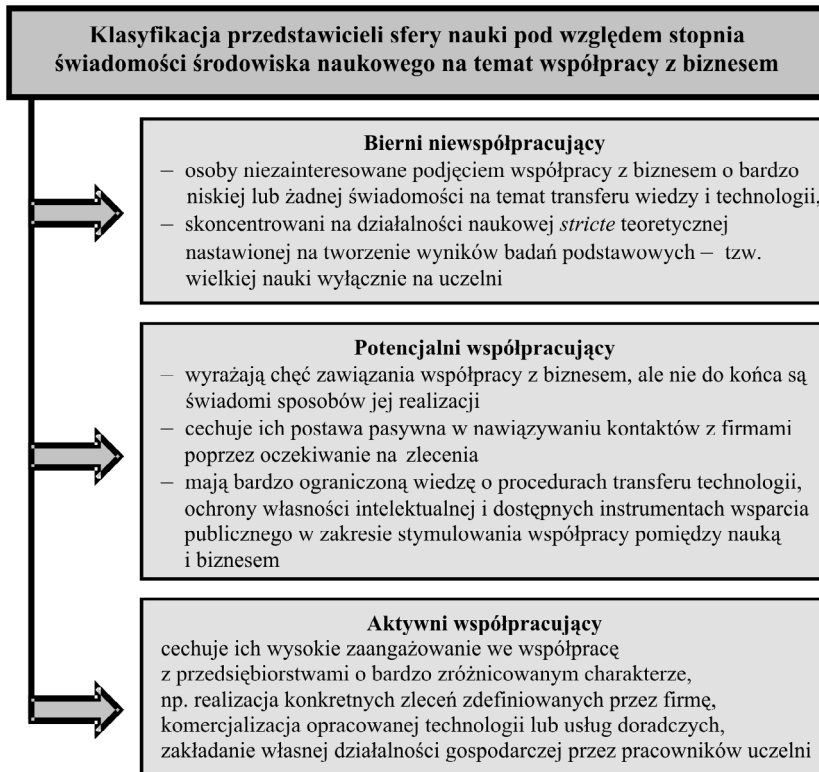 Klasyfikacja przedstawicieli sfery nauki pod względem stopnia
świadomości środowiska naukowego na temat współpracy z biznesem
Bierni niewspółpracujący
– osoby niezainteresowane podjęciem współpracy z biznesem o bardzo
niskiej lub żadnej świadomości na temat transferu wiedzy i technologii,
– skoncentrowani na działalności naukowej stricte teoretycznej
nastawionej na tworzenie wyników badań podstawowych – tzw.
wielkiej nauki wyłącznie na uczelni
Potencjalni współpracujący
– wyrażają chęć zawiązania współpracy z biznesem, ale nie do końca są
świadomi sposobów jej realizacji
– cechuje ich postawa pasywna w nawiązywaniu kontaktów z firmami
poprzez oczekiwanie na zlecenia
– mają bardzo ograniczoną wiedzę o procedurach transferu technologii,
ochrony własności intelektualnej i dostępnych instrumentach wsparcia
publicznego w zakresie stymulowania współpracy pomiędzy nauką
i biznesem
Aktywni współpracujący
cechuje ich wysokie zaangażowanie we współpracę
z przedsiębiorstwami o bardzo zróżnicowanym charakterze,
np. realizacja konkretnych zleceń zdefiniowanych przez firmę,
komercjalizacja opracowanej technologii lub usług doradczych,
zakładanie własnej działalności gospodarczej przez pracowników uczelni